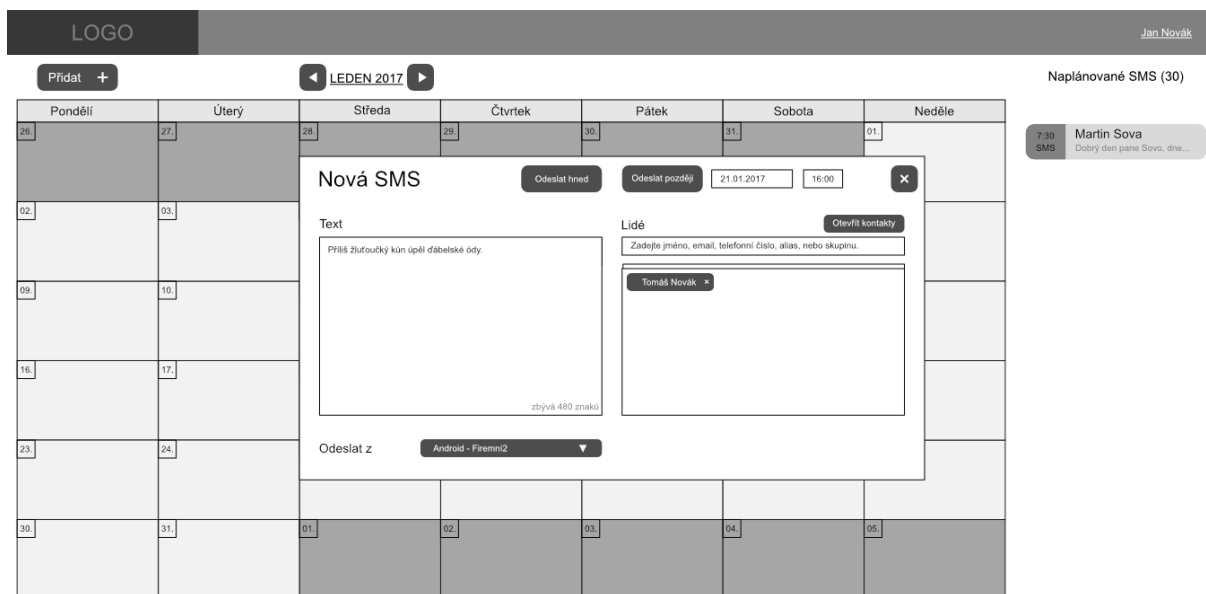 LOGO
Jan Novák
Přidat +
LEDEN 2017
Naplánované SMS (30)
Pondělí Úterý Středa Čtvrtek Pátek Sobota Neděle
26. 27. 28. 29. 30. 31. 01.
7:30 SMS
Martin Sova
Dobrý den pane Sovo, dne...
Nová SMS
Odeslat hned
Odeslat později
21.01.2017
16:00
×
02. 03.
Text
Příliš žluťoučký kůn úpěl ďábelské ódy.
zbývá 480 znaků
Lidé
Otevřít kontakty
Zadejte jméno, email, telefonní číslo, alias, nebo skupinu.
Tomáš Novák ×
09. 10.
16. 17.
23. 24.
Odeslat z
Android - Firemní2
30. 31. 01. 02. 03. 04. 05.